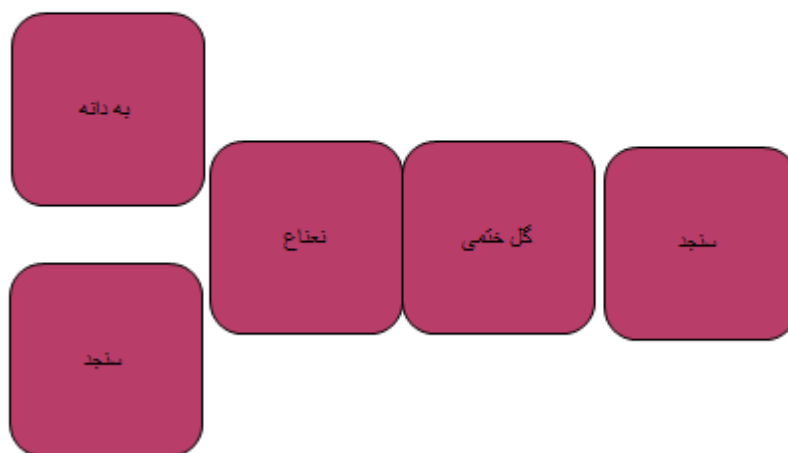 به دانه
سنجد
گل ختمی
نعناع
سنجد